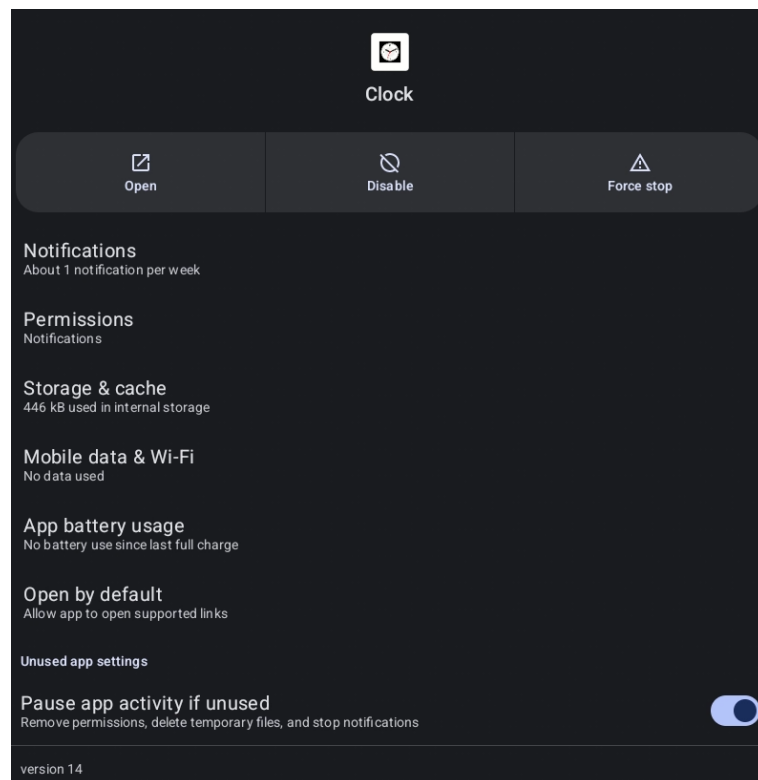 Clock
Open
Disable
Force stop
Notifications
About 1 notification per week
Permissions
Notifications
Storage & cache
446 kB used in internal storage
Mobile data & Wi-Fi
No data used
App battery usage
No battery use since last full charge
Open by default
Allow app to open supported links
Unused app settings
Pause app activity if unused
Remove permissions, delete temporary files, and stop notifications
version 14